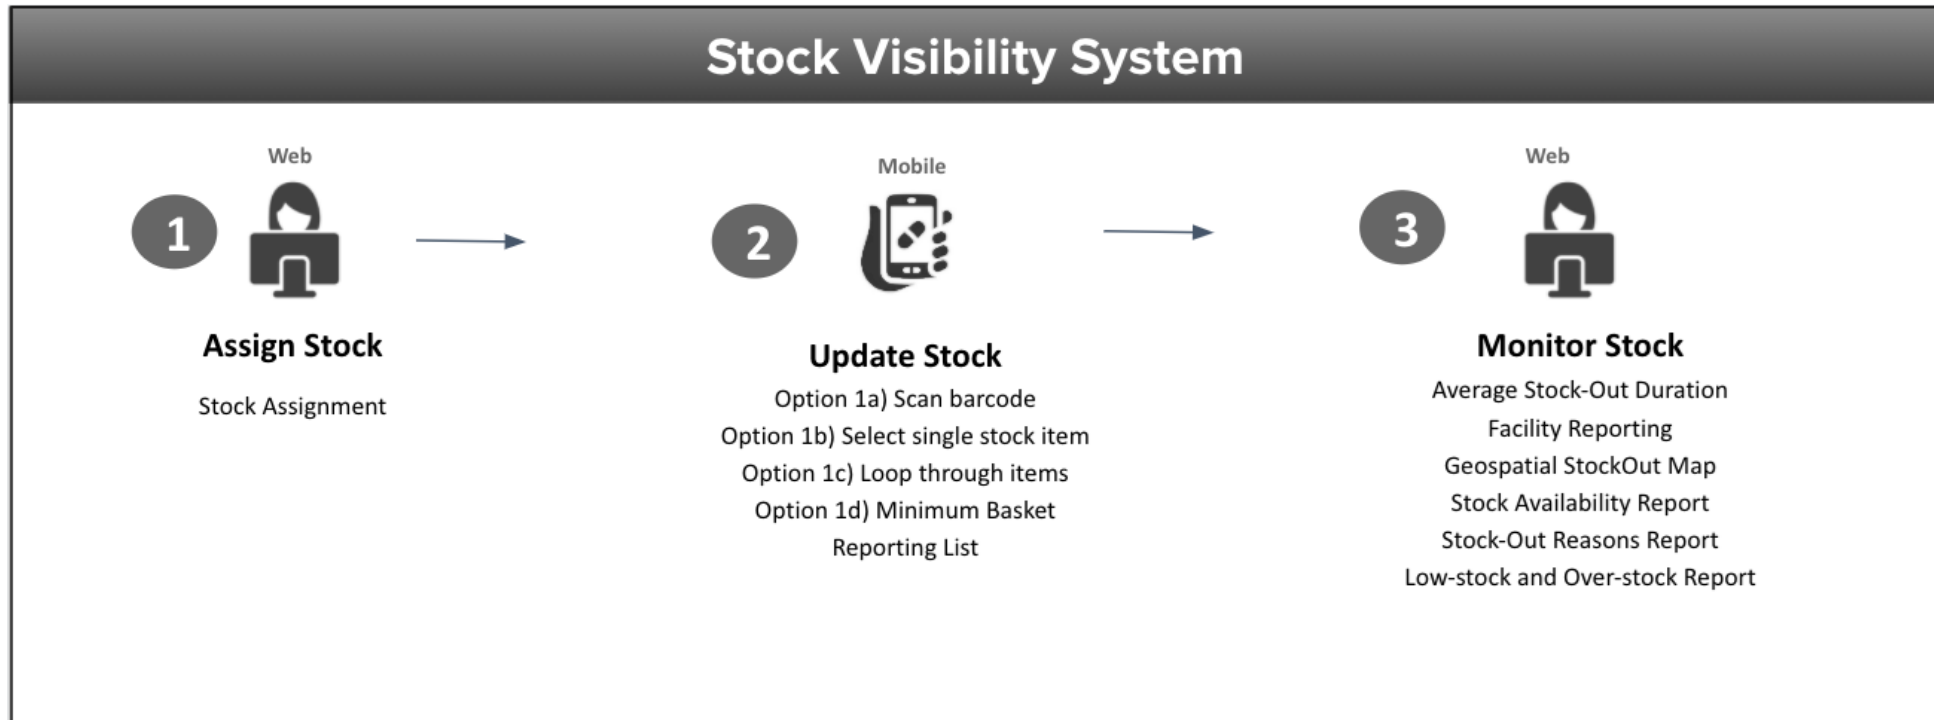 Stock Visibility System
Web
1
Assign Stock
Stock Assignment
Mobile
2
Update Stock
Option 1a) Scan barcode
Option 1b) Select single stock item
Option 1c) Loop through items
Option 1d) Minimum Basket
Reporting List
Web
3
Monitor Stock
Average Stock-Out Duration
Facility Reporting
Geospatial StockOut Map
Stock Availability Report
Stock-Out Reasons Report
Low-stock and Over-stock Report